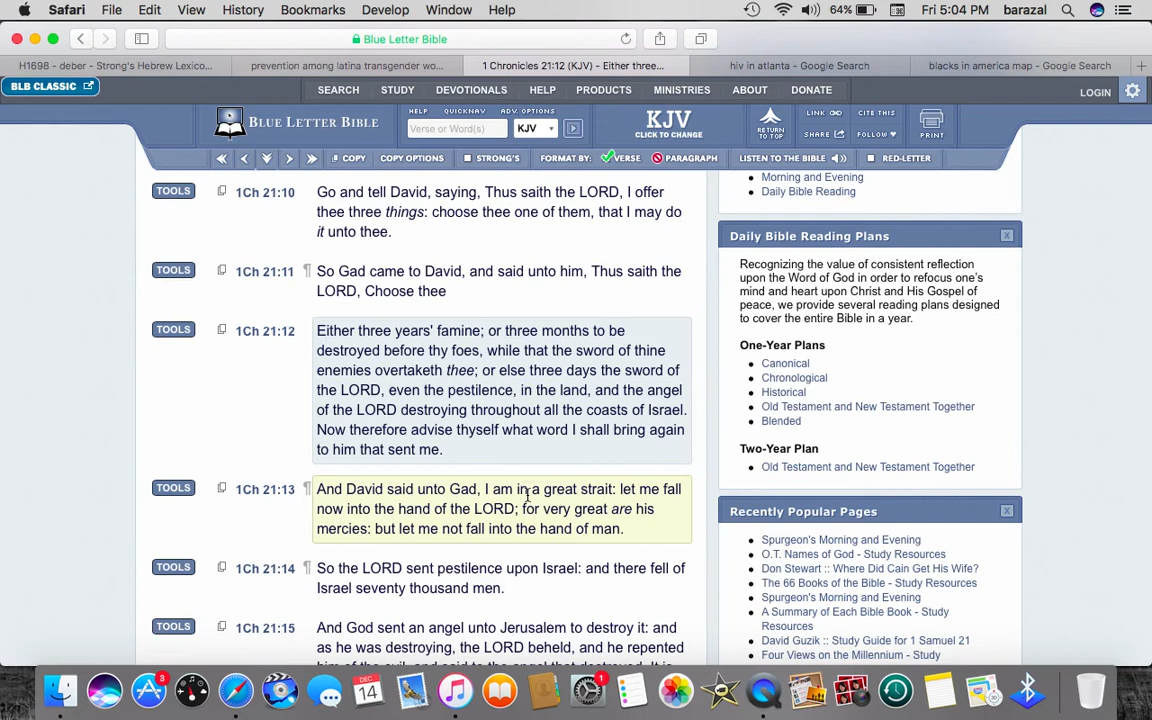 Safari File Edit View History Bookmarks Develop Window Help 64% Fri 5:04 PM barazal
Blue Letter Bible
H1698 - deber - Strong's Hebrew Lexico... prevention among latina transgender wo... 1 Chronicles 21:12 (KJV) - Either three... hiv in atlanta - Google Search blacks in america map - Google Search
BLB CLASSIC SEARCH STUDY DEVOTIONALS HELP PRODUCTS MINISTRIES ABOUT DONATE LOGIN
HELP QUICKNAV ADV. OPTIONS
BLUE LETTER BIBLE Verse or Word(s) KJV
KJV
CLICK TO CHANGE
RETURN
TO TOP
LINK CITE THIS
SHARE FOLLOW
PRINT
COPY COPY OPTIONS STRONG'S FORMAT BY: VERSE PARAGRAPH LISTEN TO THE BIBLE RED-LETTER
TOOLS 1Ch 21:10 Go and tell David, saying, Thus saith the LORD, I offer
thee three things: choose thee one of them, that I may do
it unto thee.
TOOLS 1Ch 21:11 ¶ So Gad came to David, and said unto him, Thus saith the
LORD, Choose thee
TOOLS 1Ch 21:12 Either three years' famine; or three months to be
destroyed before thy foes, while that the sword of thine
enemies overtaketh thee; or else three days the sword of
the LORD, even the pestilence, in the land, and the angel
of the LORD destroying throughout all the coasts of Israel.
Now therefore advise thyself what word I shall bring again
to him that sent me.
TOOLS 1Ch 21:13 ¶ And David said unto Gad, I am in a great strait: let me fall
now into the hand of the LORD; for very great are his
mercies: but let me not fall into the hand of man.
TOOLS 1Ch 21:14 ¶ So the LORD sent pestilence upon Israel: and there fell of
Israel seventy thousand men.
TOOLS 1Ch 21:15 And God sent an angel unto Jerusalem to destroy it: and
as he was destroying, the LORD beheld, and he repented
Morning and Evening
Daily Bible Reading
Daily Bible Reading Plans x
Recognizing the value of consistent reflection
upon the Word of God in order to refocus one's
mind and heart upon Christ and His Gospel of
peace, we provide several reading plans designed
to cover the entire Bible in a year.
One-Year Plans
Canonical
Chronological
Historical
Old Testament and New Testament Together
Blended
Two-Year Plan
Old Testament and New Testament Together
Recently Popular Pages x
Spurgeon's Morning and Evening
O.T. Names of God - Study Resources
Don Stewart :: Where Did Cain Get His Wife?
The 66 Books of the Bible - Study Resources
Spurgeon's Morning and Evening
A Summary of Each Bible Book - Study
Resources
David Guzik :: Study Guide for 1 Samuel 21
Four Views on the Millennium - Study
3
DEC
14
1